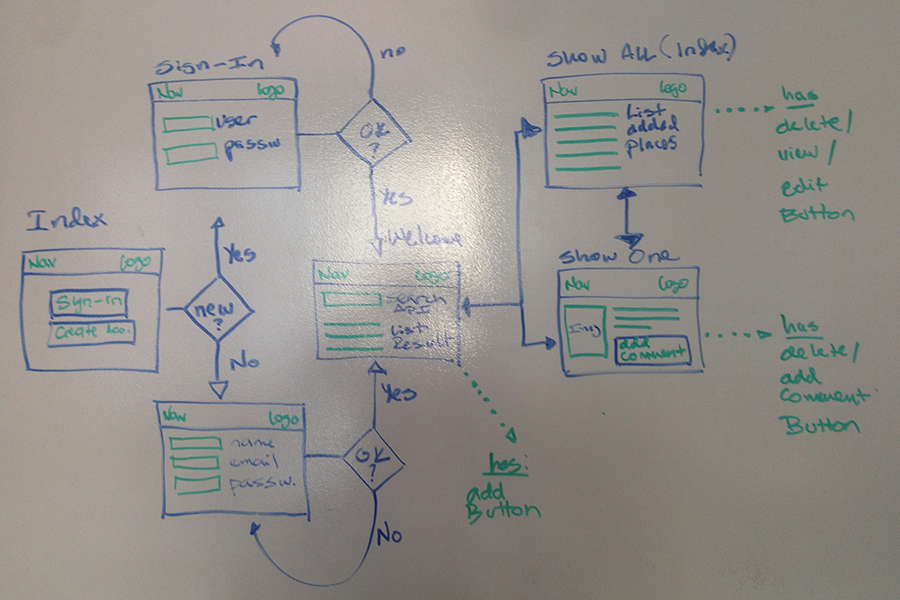 Index
Nav Logo
Sign-In
Create Acc.
new
?
Yes
No
Sign-In
Nav Logo
user
passw
OK
?
no
Yes
Nav Logo
name
email
passw.
OK
?
Yes
No
Welcome
Nav Logo
Search
API
List
Result
has:
add
Button
Show All (Index)
Nav Logo
List
added
places
has
delete/
view/
edit
Button
Show One
Nav Logo
Img
add
comment
has
delete/
add
comment
Button